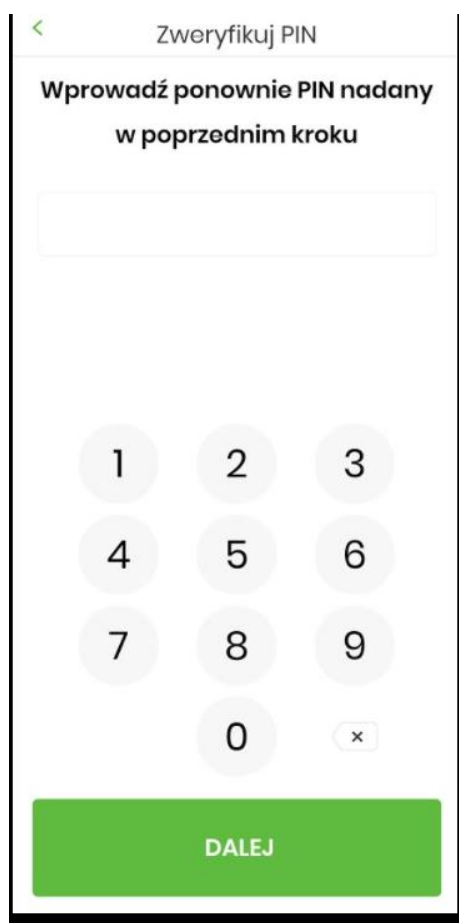 Zweryfikuj PIN
Wprowadź ponownie PIN nadany
w poprzednim kroku
1 2 3
4 5 6
7 8 9
0
DALEJ